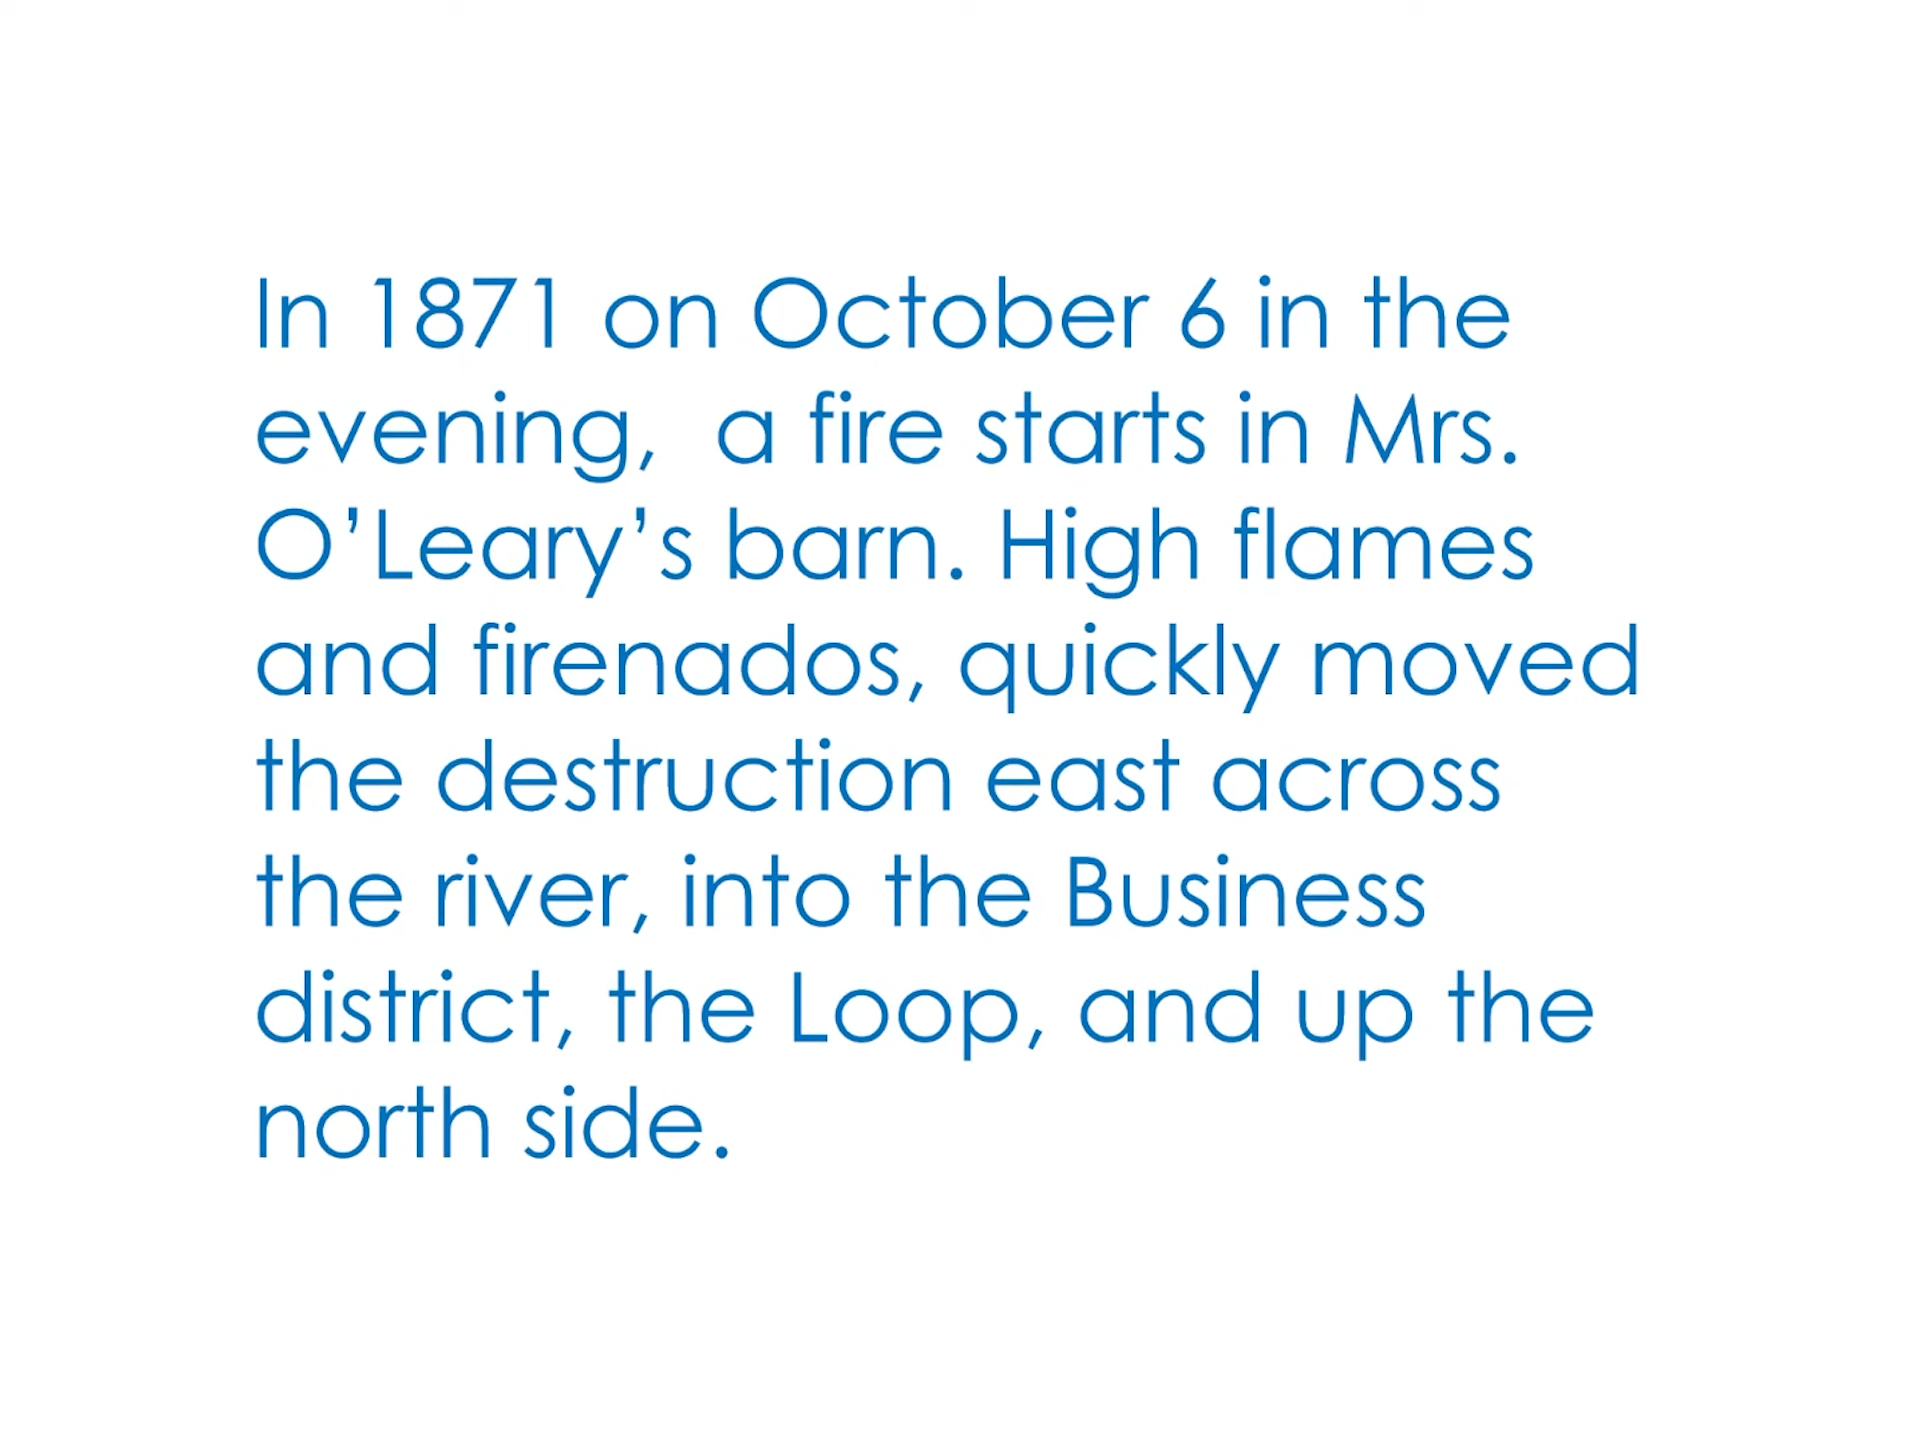 In 1871 on October 6 in the
evening,  a fire starts in Mrs.
O’Leary’s barn. High flames
and firenados, quickly moved
the destruction east across
the river, into the Business
district, the Loop, and up the
north side.